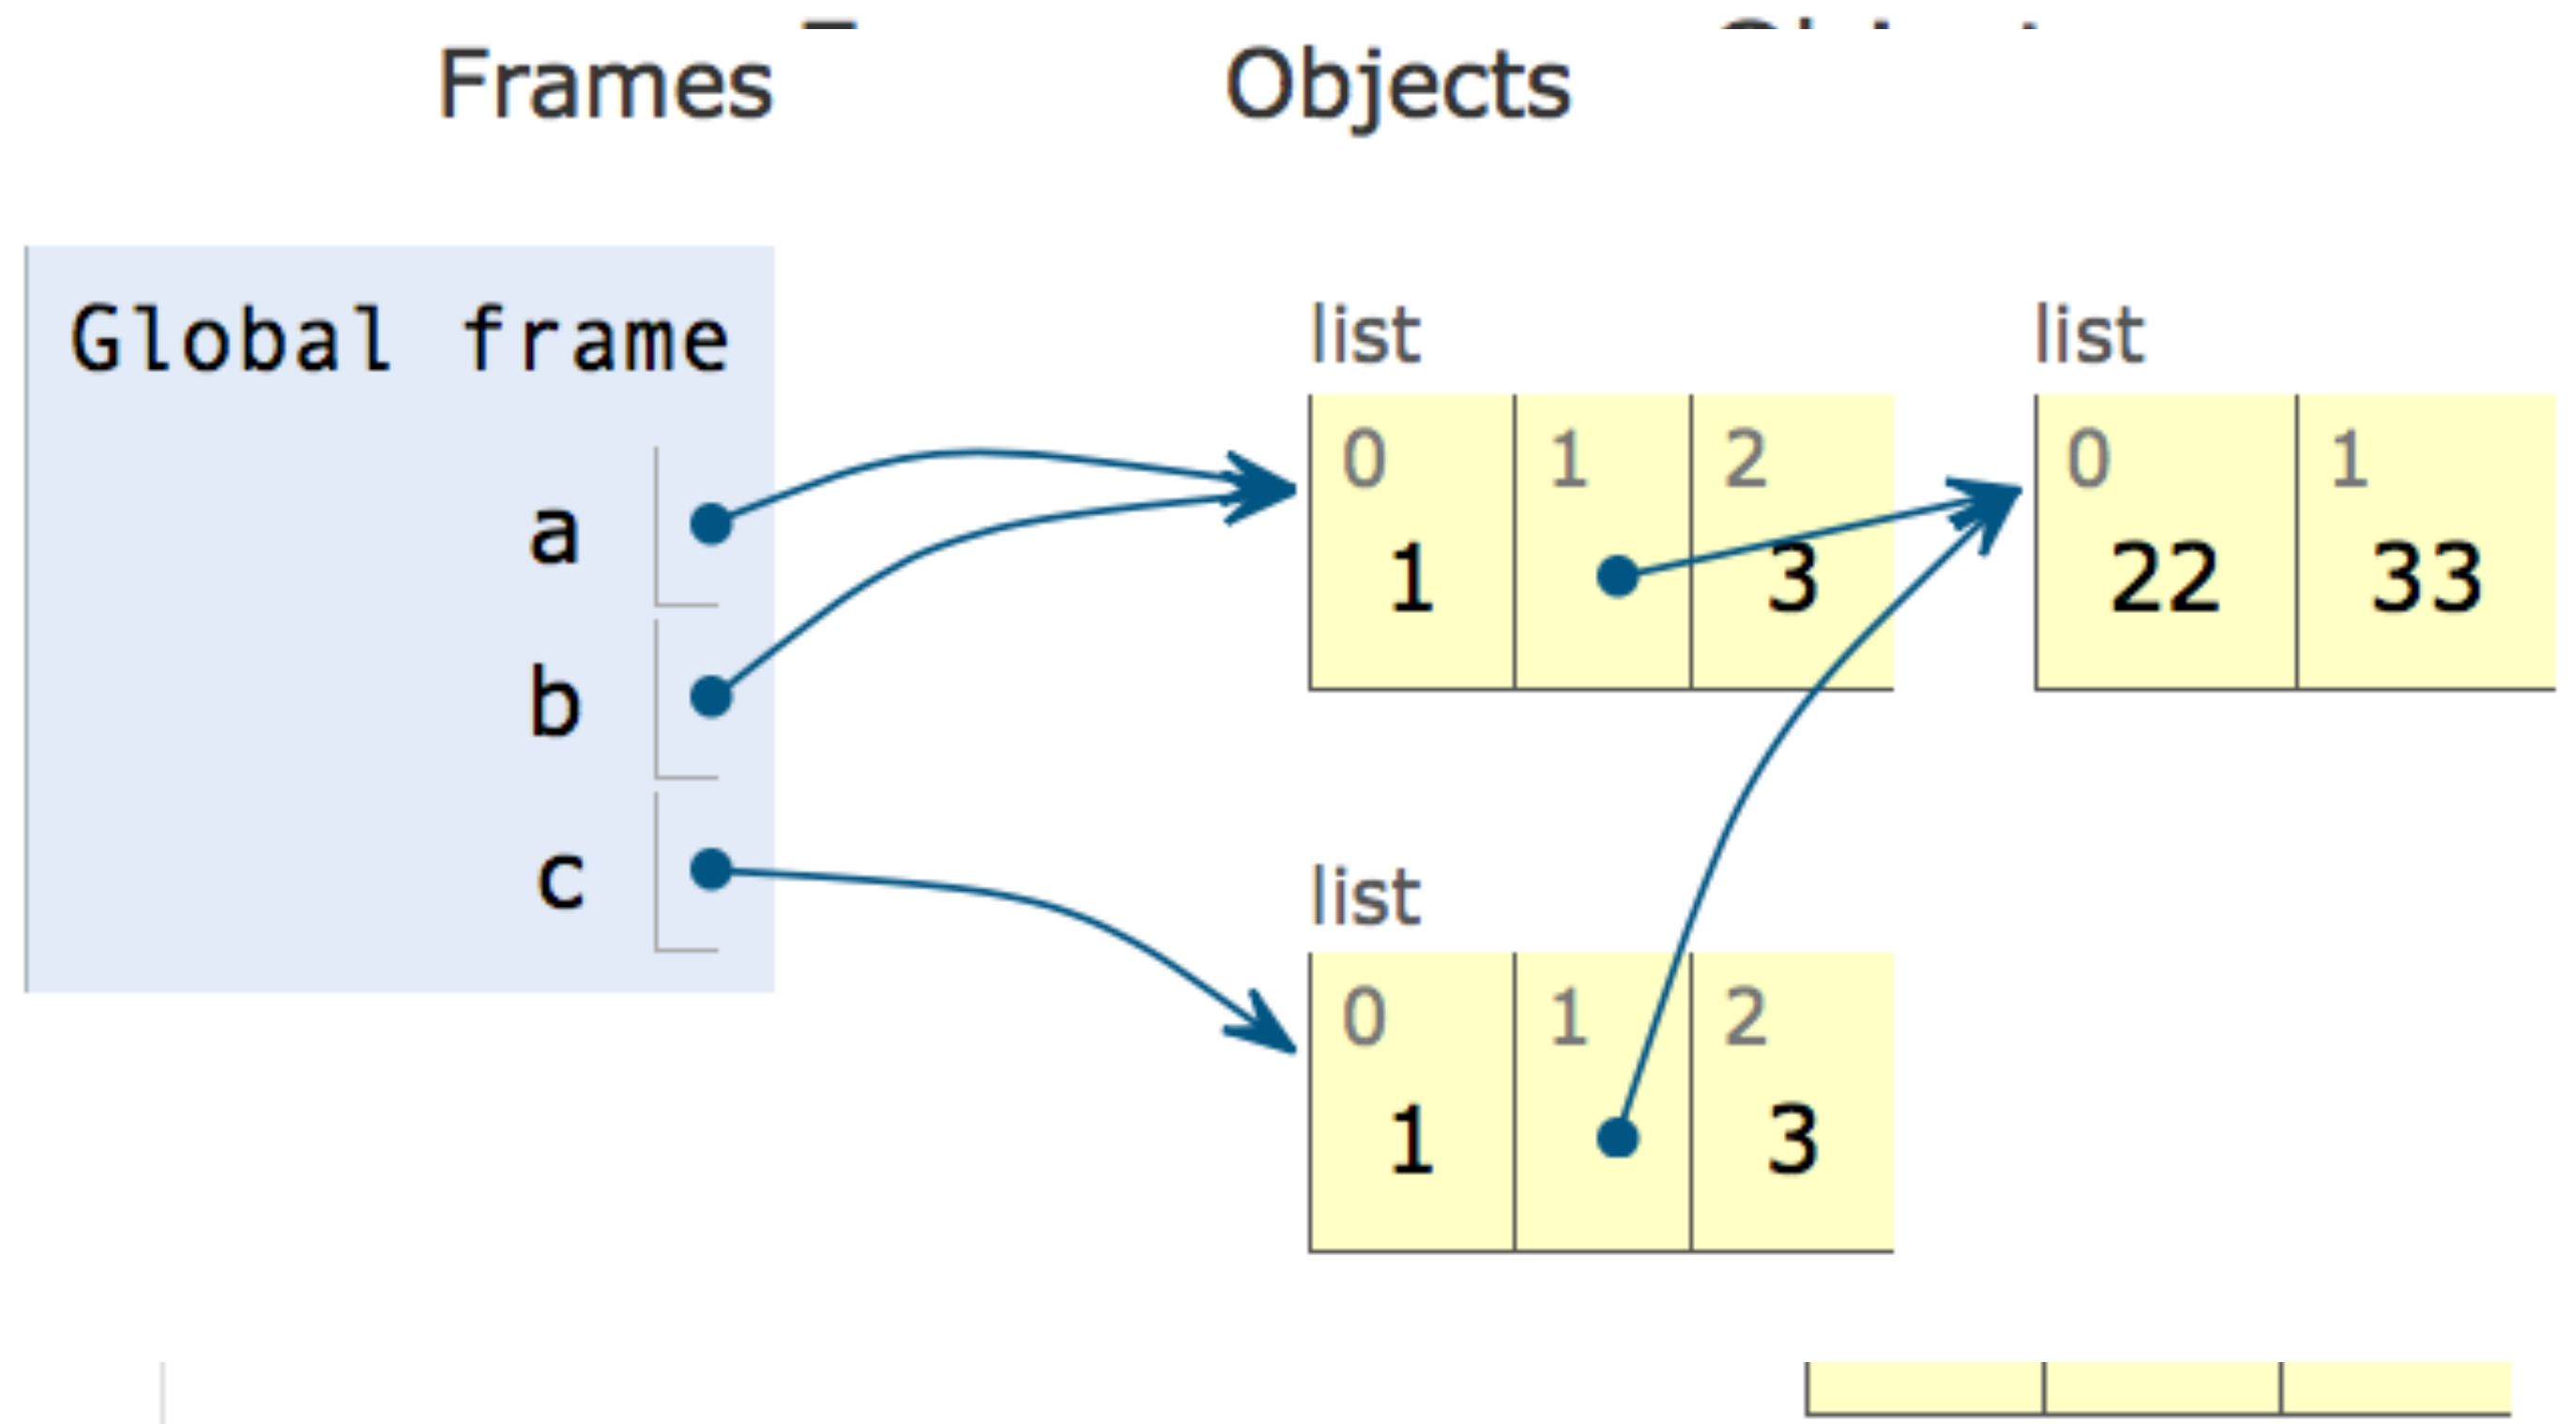 Frames Objects
Global frame
list list
0 1 2 0 1
a
1 3 22 33
b
c
list
0 1 2
1 3